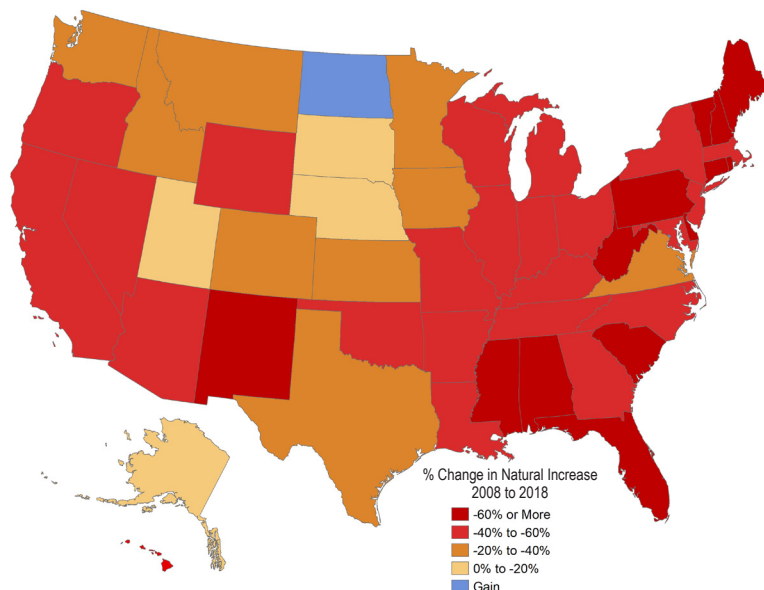 % Change in Natural Increase
2008 to 2018
-60% or More
-40% to -60%
-20% to -40%
0% to -20%
Gain